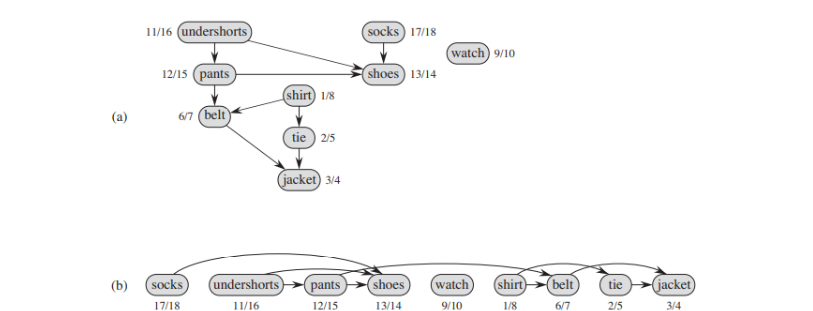 11/16 undershorts socks 17/18
watch 9/10
12/15 pants shoes 13/14
shirt 1/8
(a) 6/7 belt
tie 2/5
jacket 3/4
(b) socks undershorts pants shoes watch shirt belt tie jacket
17/18 11/16 12/15 13/14 9/10 1/8 6/7 2/5 3/4